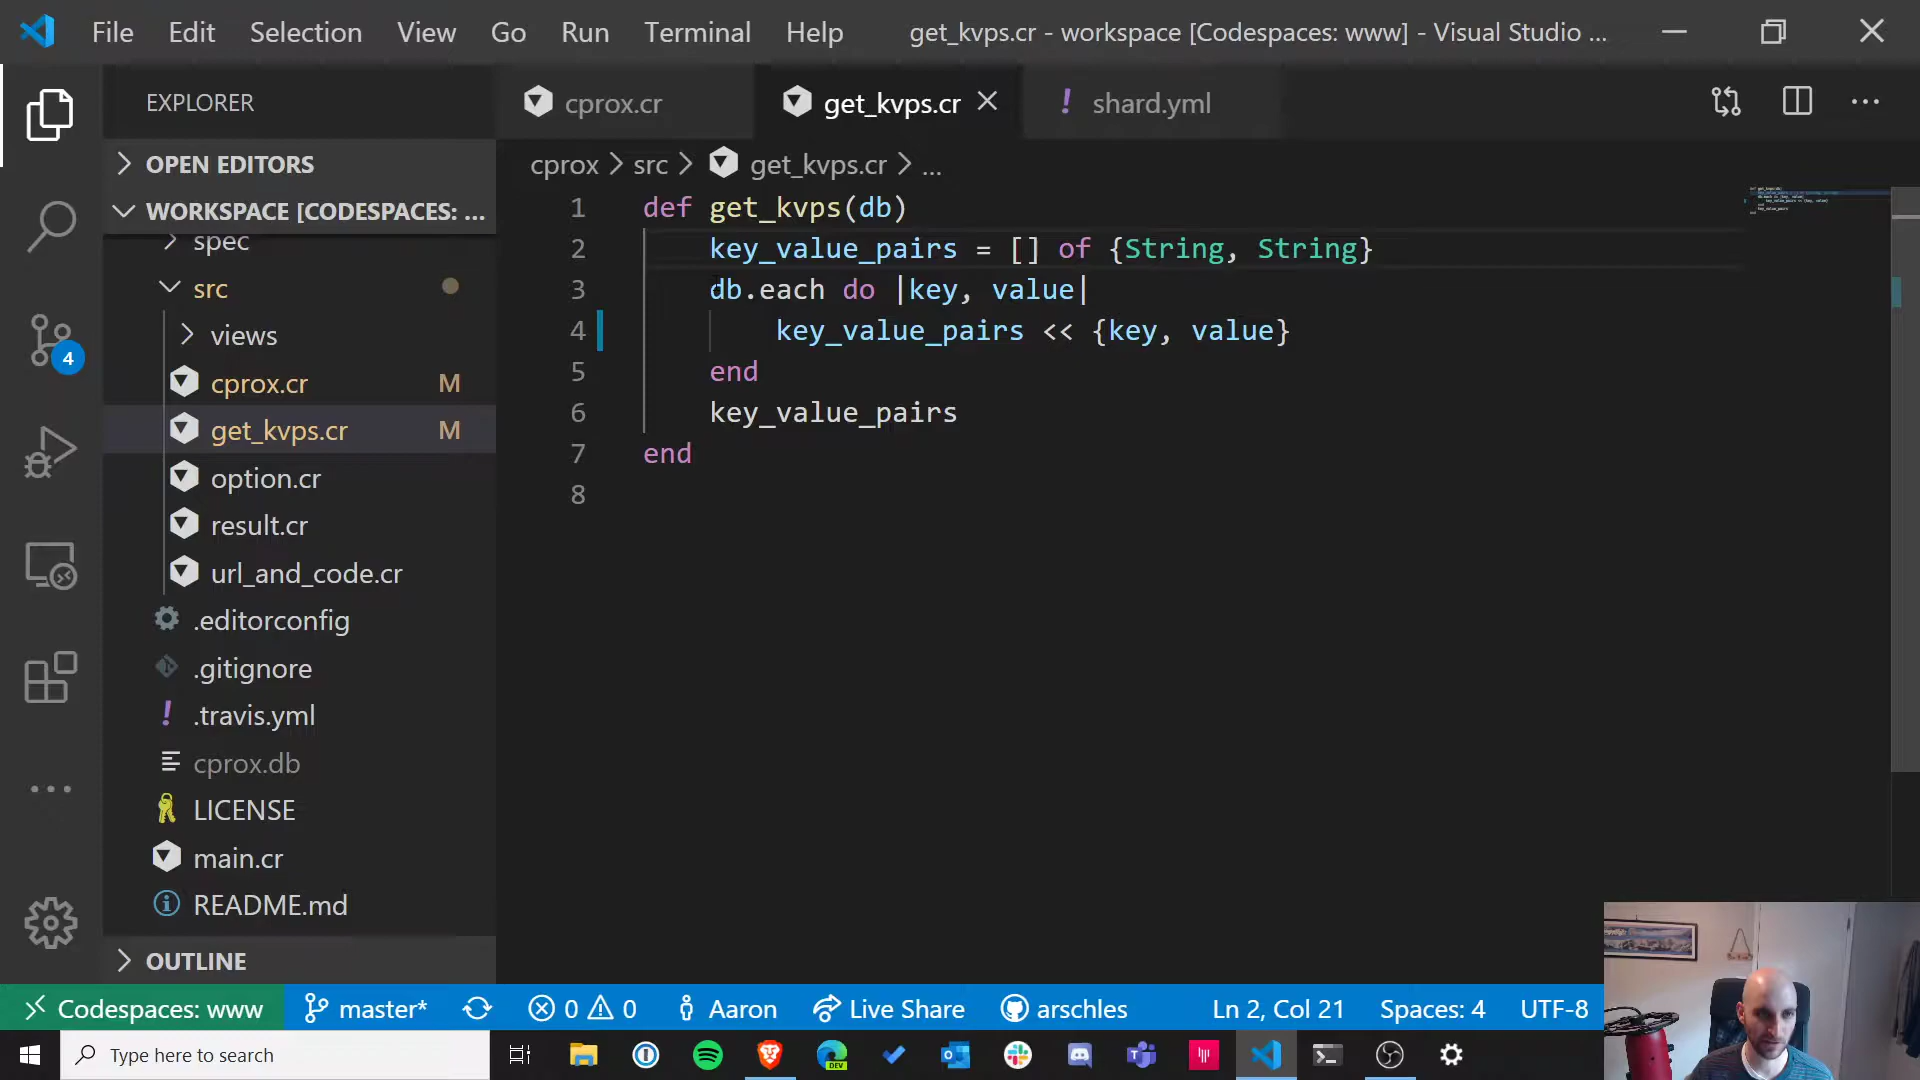 File Edit Selection View Go Run Terminal Help get_kvps.cr - workspace [Codespaces: www] - Visual Studio ...
EXPLORER
cprox.cr
get_kvps.cr
! shard.yml
OPEN EDITORS
WORKSPACE [CODESPACES: ...
cprox > src > get_kvps.cr > ...
spec
src
views
cprox.cr M
get_kvps.cr M
option.cr
result.cr
url_and_code.cr
.editorconfig
.gitignore
! .travis.yml
cprox.db
LICENSE
main.cr
README.md
OUTLINE
4
1 def get_kvps(db)
2 key_value_pairs = [] of {String, String}
3 db.each do |key, value|
4 key_value_pairs << {key, value}
5 end
6 key_value_pairs
7 end
8
Codespaces: www master* 0 0 Aaron Live Share arschles Ln 2, Col 21 Spaces: 4 UTF-8
Type here to search
DEV